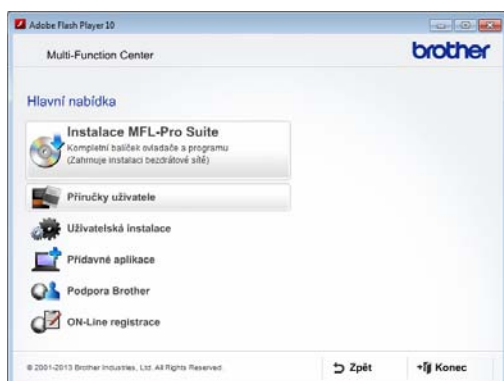 Adobe Flash Player 10
Multi-Function Center
brother
Hlavní nabídka
Instalace MFL-Pro Suite
Kompletní balíček ovladače a programu
(Zahrnuje instalaci bezdrátové sítě)
Příručky uživatele
Uživatelská instalace
Přídavné aplikace
Podpora Brother
ON-Line registrace
© 2001-2013 Brother Industries, Ltd. All Rights Reserved.
Zpět
Konec